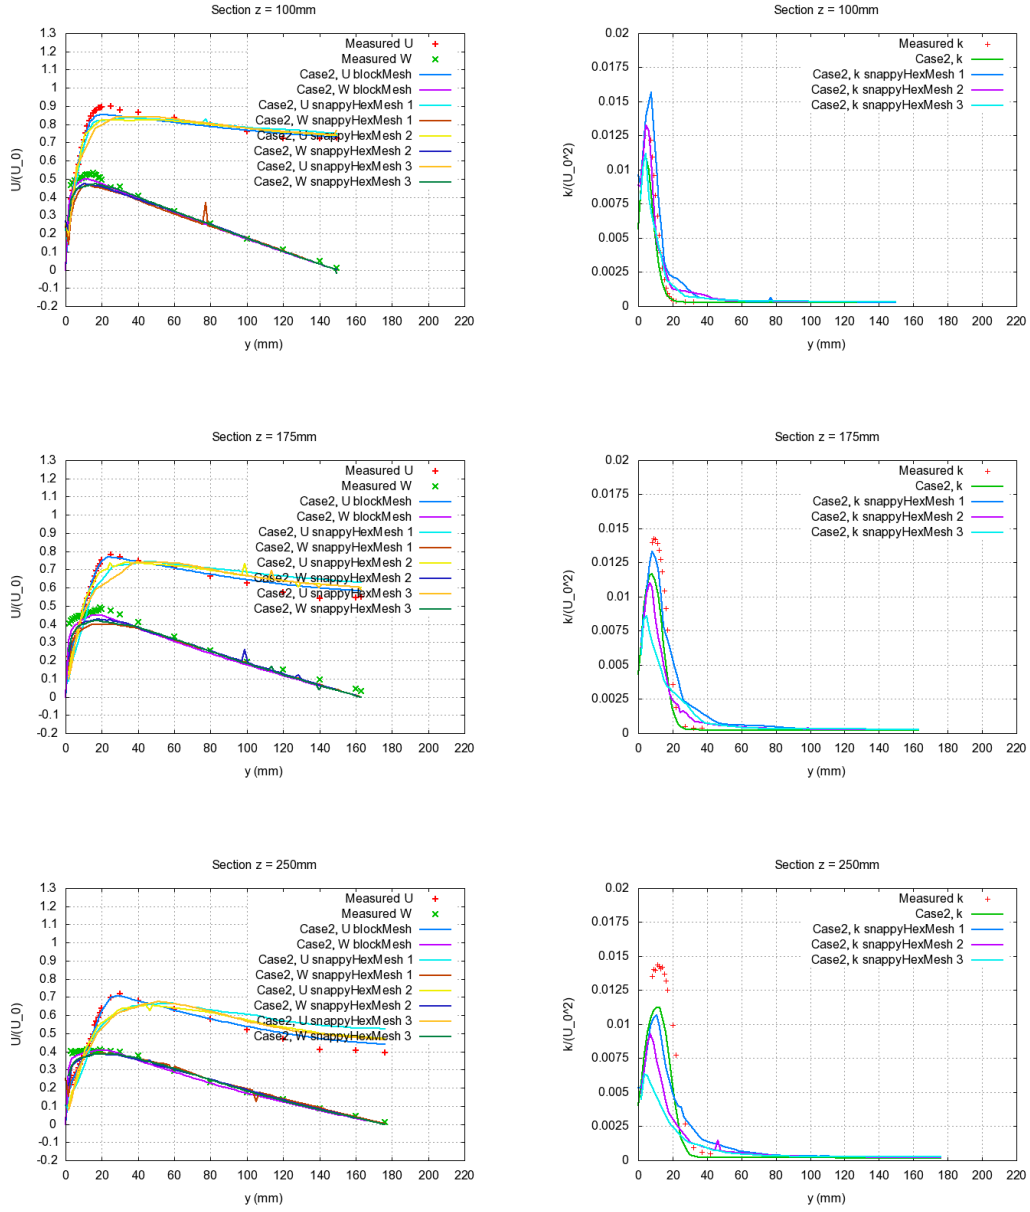 Section z = 100mm
U/(U_0)
1.3
1.2
1.1
1
0.9
0.8
0.7
0.6
0.5
0.4
0.3
0.2
0.1
0
-0.1
-0.2
Measured U
Measured W
Case2, U blockMesh
Case2, W blockMesh
Case2, U snappyHexMesh 1
Case2, W snappyHexMesh 1
Case2, U snappyHexMesh 2
Case2, W snappyHexMesh 2
Case2, U snappyHexMesh 3
Case2, W snappyHexMesh 3
0 20 40 60 80 100 120 140 160 180 200 220
y (mm)
Section z = 100mm
k/(U_0^2)
0.02
0.0175
0.015
0.0125
0.01
0.0075
0.005
0.0025
0
Measured k
Case2, k
Case2, k snappyHexMesh 1
Case2, k snappyHexMesh 2
Case2, k snappyHexMesh 3
0 20 40 60 80 100 120 140 160 180 200 220
y (mm)
Section z = 175mm
U/(U_0)
1.3
1.2
1.1
1
0.9
0.8
0.7
0.6
0.5
0.4
0.3
0.2
0.1
0
-0.1
-0.2
Measured U
Measured W
Case2, U blockMesh
Case2, W blockMesh
Case2, U snappyHexMesh 1
Case2, W snappyHexMesh 1
Case2, U snappyHexMesh 2
Case2, W snappyHexMesh 2
Case2, U snappyHexMesh 3
Case2, W snappyHexMesh 3
0 20 40 60 80 100 120 140 160 180 200 220
y (mm)
Section z = 175mm
k/(U_0^2)
0.02
0.0175
0.015
0.0125
0.01
0.0075
0.005
0.0025
0
Measured k
Case2, k
Case2, k snappyHexMesh 1
Case2, k snappyHexMesh 2
Case2, k snappyHexMesh 3
0 20 40 60 80 100 120 140 160 180 200 220
y (mm)
Section z = 250mm
U/(U_0)
1.3
1.2
1.1
1
0.9
0.8
0.7
0.6
0.5
0.4
0.3
0.2
0.1
0
-0.1
-0.2
Measured U
Measured W
Case2, U blockMesh
Case2, W blockMesh
Case2, U snappyHexMesh 1
Case2, W snappyHexMesh 1
Case2, U snappyHexMesh 2
Case2, W snappyHexMesh 2
Case2, U snappyHexMesh 3
Case2, W snappyHexMesh 3
0 20 40 60 80 100 120 140 160 180 200 220
y (mm)
Section z = 250mm
k/(U_0^2)
0.02
0.0175
0.015
0.0125
0.01
0.0075
0.005
0.0025
0
Measured k
Case2, k
Case2, k snappyHexMesh 1
Case2, k snappyHexMesh 2
Case2, k snappyHexMesh 3
0 20 40 60 80 100 120 140 160 180 200 220
y (mm)